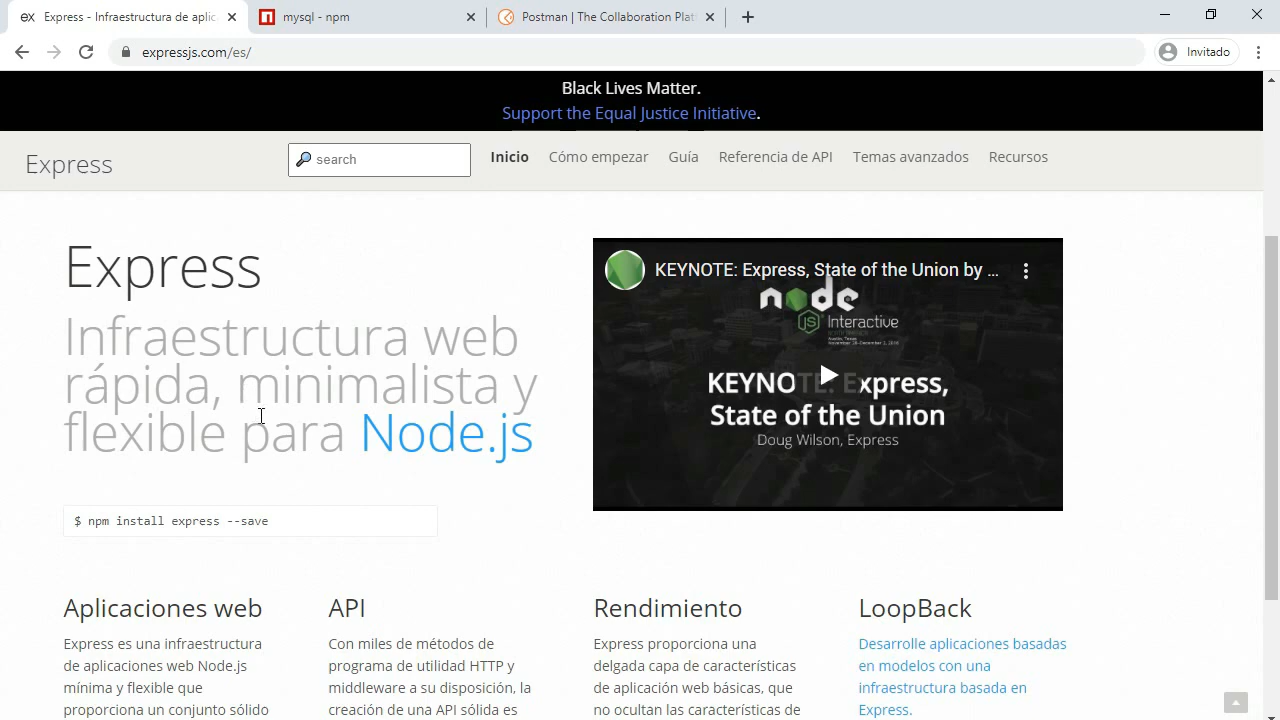 Express - Infraestructura de aplic
mysql - npm
Postman | The Collaboration Plat
expressjs.com/es/
Invitado
Black Lives Matter.
Support the Equal Justice Initiative.
Express
search
Inicio
Cómo empezar
Guía
Referencia de API
Temas avanzados
Recursos
Express
Infraestructura web
rápida, minimalista y
flexible para Node.js
$ npm install express --save
KEYNOTE: Express, State of the Union by ...
node
JS Interactive
KEYNOTE: Express,
State of the Union
Doug Wilson, Express
Aplicaciones web
Express es una infraestructura
de aplicaciones web Node.js
mínima y flexible que
proporciona un conjunto sólido
API
Con miles de métodos de
programa de utilidad HTTP y
middleware a su disposición, la
creación de una API sólida es
Rendimiento
Express proporciona una
delgada capa de características
de aplicación web básicas, que
no ocultan las características de
LoopBack
Desarrolle aplicaciones basadas
en modelos con una
infraestructura basada en
Express.